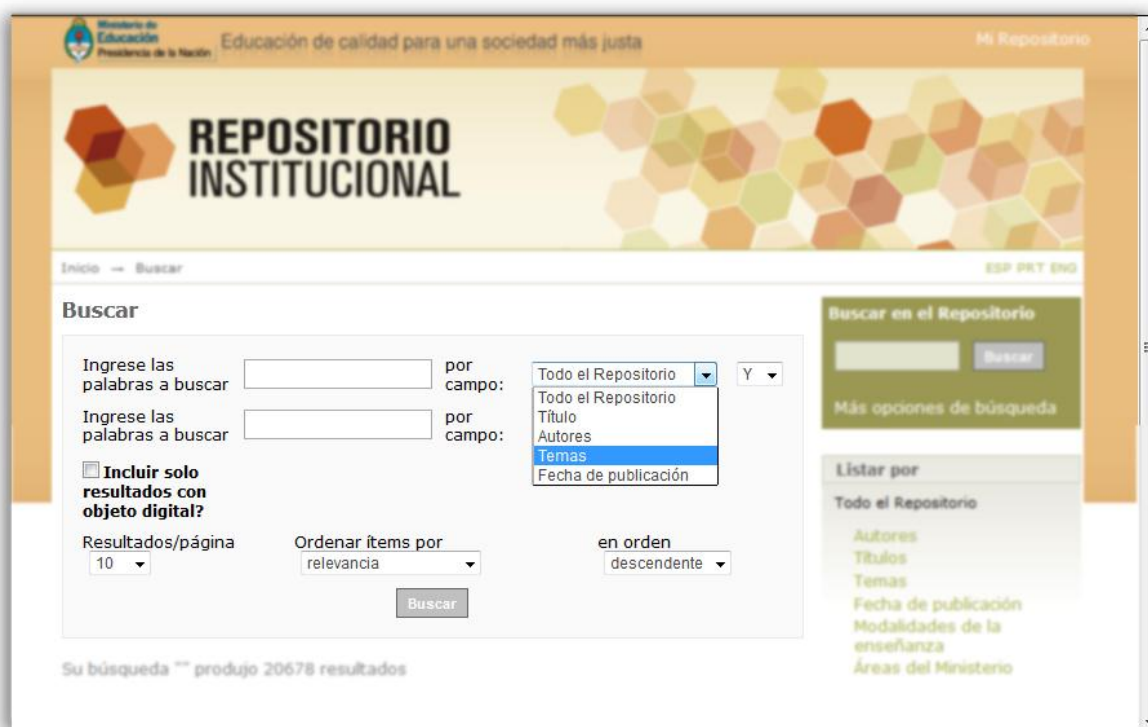 Ministerio de
Educación
Presidencia de la Nación
Educación de calidad para una sociedad más justa
Mi Repositorio
REPOSITORIO
INSTITUCIONAL
Inicio → Buscar
ESP PRT ENG
Buscar
Ingrese las
palabras a buscar
por
campo:
Todo el Repositorio
Y
Todo el Repositorio
Título
Autores
Temas
Fecha de publicación
Ingrese las
palabras a buscar
por
campo:
Incluir solo
resultados con
objeto digital?
Resultados/página
10
Ordenar ítems por
relevancia
en orden
descendente
Buscar
Su búsqueda "" produjo 20678 resultados
Buscar en el Repositorio
Buscar
Más opciones de búsqueda
Listar por
Todo el Repositorio
Autores
Títulos
Temas
Fecha de publicación
Modalidades de la
enseñanza
Áreas del Ministerio